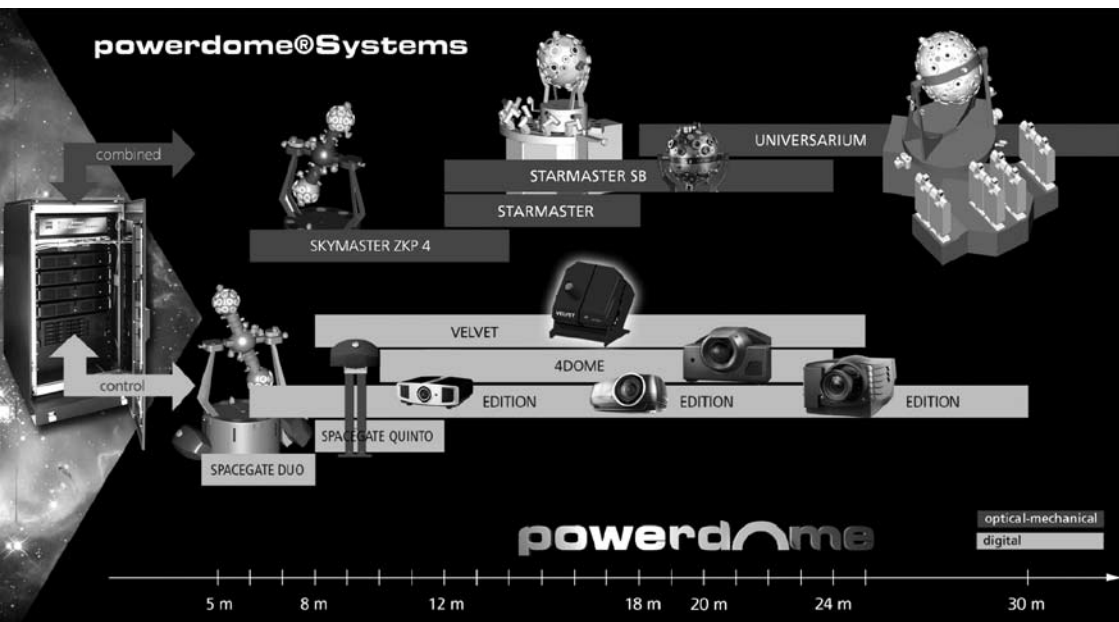 powerdome®Systems
combined
UNIVERSARIUM
STARMASTER SB
STARMASTER
SKYMASTER ZKP 4
VELVET
VELVET
4DOME
control
EDITION
EDITION
EDITION
SPACEGATE QUINTO
SPACEGATE DUO
powerdome
optical-mechanical
digital
5 m
8 m
12 m
18 m
20 m
24 m
30 m